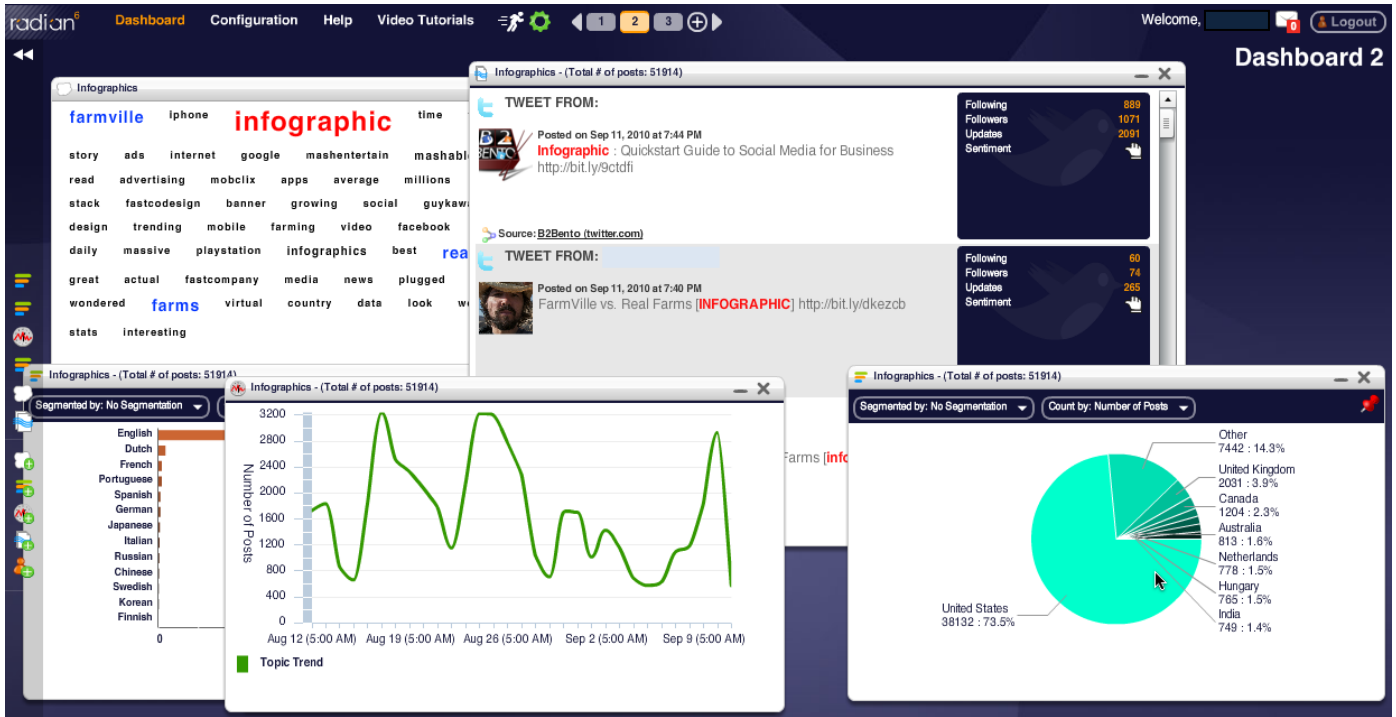 radian6 Dashboard Configuration Help Video Tutorials 1 2 3 Welcome, 0 Logout
Dashboard 2
Infographics
farmville iphone infographic time
story ads internet google mashentertain mashabl
read advertising mobclix apps average millions
stack fastcodesign banner growing social guykawa
design trending mobile farming video facebook
daily massive playstation infographics best rea
great actual fastcompany media news plugged
wondered farms virtual country data look we
stats interesting
Infographics - (Total # of posts: 51914)
TWEET FROM:
B2
BENTO
Posted on Sep 11, 2010 at 7:44 PM
Infographic : Quickstart Guide to Social Media for Business
http://bit.ly/9ctdfi
Source: B2Bento (twitter.com)
Following 889
Followers 1071
Updates 2091
Sentiment
TWEET FROM:
Posted on Sep 11, 2010 at 7:40 PM
FarmVille vs. Real Farms [INFOGRAPHIC] http://bit.ly/dkezcb
Following 60
Followers 74
Updates 265
Sentiment
Farms [info
Infographics - (Total # of posts: 51914)
Segmented by: No Segmentation
English
Dutch
French
Portuguese
Spanish
German
Japanese
Italian
Russian
Chinese
Swedish
Korean
Finnish
0
Infographics - (Total # of posts: 51914)
Number of Posts
3200
2800
2400
2000
1600
1200
800
400
0
Aug 12 (5:00 AM) Aug 19 (5:00 AM) Aug 26 (5:00 AM) Sep 2 (5:00 AM) Sep 9 (5:00 AM)
Topic Trend
Infographics - (Total # of posts: 51914)
Segmented by: No Segmentation Count by: Number of Posts
Other
7442 : 14.3%
United Kingdom
2031 : 3.9%
Canada
1204 : 2.3%
Australia
813 : 1.6%
Netherlands
778 : 1.5%
Hungary
765 : 1.5%
India
749 : 1.4%
United States
38132 : 73.5%